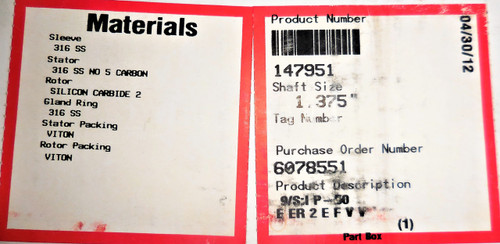 Materials
Sleeve
316 SS
Stator
316 SS NO 5 CARBON
Rotor
SILICON CARBIDE 2
Gland Ring
316 SS
Stator Packing
VITON
Rotor Packing
VITON
Product Number
147951
Shaft Size
1.375"
Tag Number
Purchase Order Number
6078551
Product Description
E ER2EFVV
(1)
Part Box
04/30/12